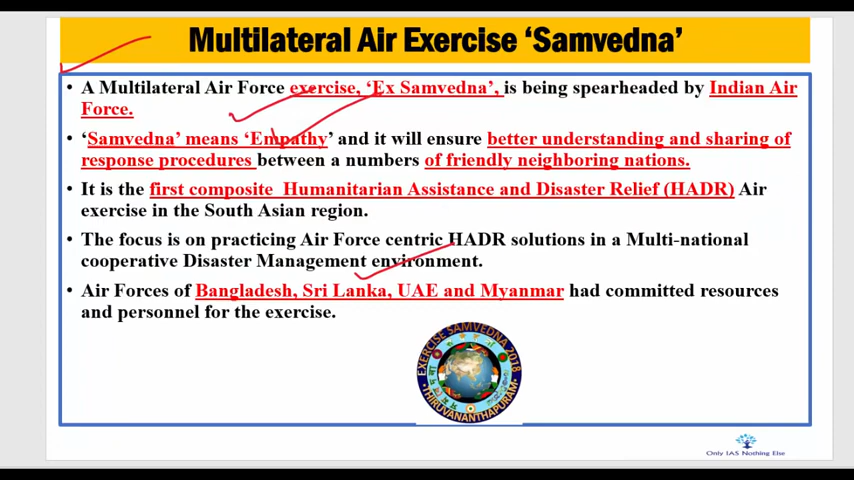 Multilateral Air Exercise ‘Samvedna’
• A Multilateral Air Force exercise, ‘Ex Samvedna’, is being spearheaded by Indian Air
Force.
• ‘Samvedna’ means ‘Empathy’ and it will ensure better understanding and sharing of
response procedures between a numbers of friendly neighboring nations.
• It is the first composite Humanitarian Assistance and Disaster Relief (HADR) Air
exercise in the South Asian region.
• The focus is on practicing Air Force centric HADR solutions in a Multi-national
cooperative Disaster Management environment.
• Air Forces of Bangladesh, Sri Lanka, UAE and Myanmar had committed resources
and personnel for the exercise.
EXERCISE SAMVEDNA 2018
THIRUVANANTHAPURAM
Only IAS Nothing Else